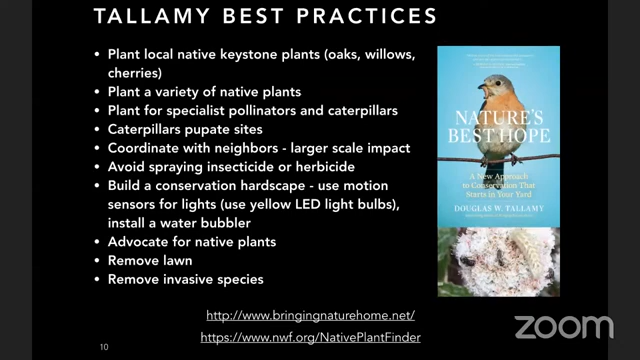 TALLAMY BEST PRACTICES
• Plant local native keystone plants (oaks, willows,
cherries)
• Plant a variety of native plants
• Plant for specialist pollinators and caterpillars
• Caterpillars pupate sites
• Coordinate with neighbors - larger scale impact
• Avoid spraying insecticide or herbicide
• Build a conservation hardscape - use motion
sensors for lights (use yellow LED light bulbs),
install a water bubbler
• Advocate for native plants
• Remove lawn
• Remove invasive species
NATURE'S
BEST HOPE
A New Approach
to Conservation That
Starts in Your Yard
DOUGLAS W. TALLAMY
http://www.bringingnaturehome.net/
https://www.nwf.org/NativePlantFinder
10
zoom